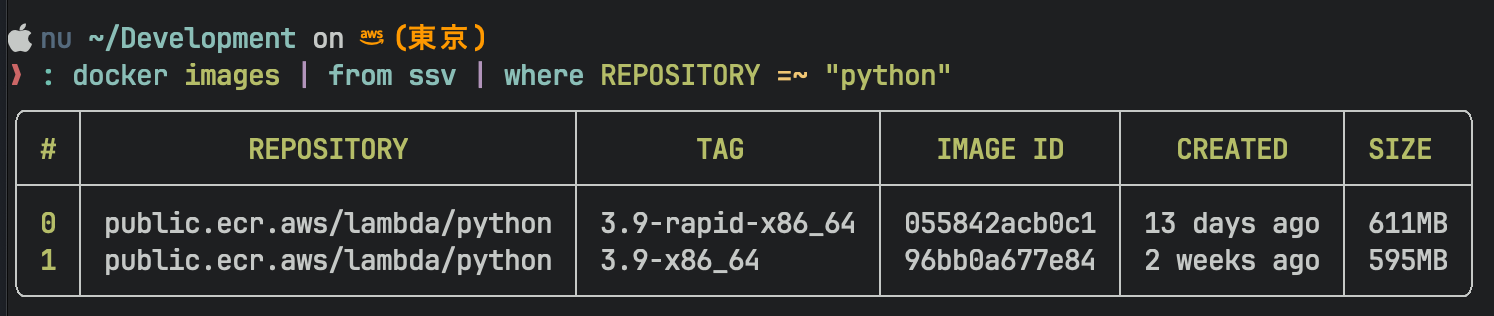 nu ~/Development on aws (東京)
❱ : docker images | from ssv | where REPOSITORY =~ "python"
# REPOSITORY TAG IMAGE ID CREATED SIZE
0 public.ecr.aws/lambda/python 3.9-rapid-x86_64 055842acb0c1 13 days ago 611MB
1 public.ecr.aws/lambda/python 3.9-x86_64 96bb0a677e84 2 weeks ago 595MB